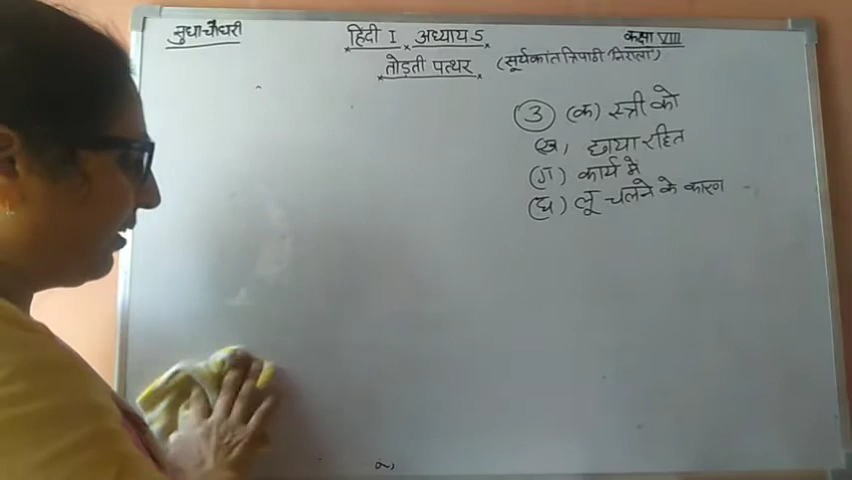 सुधा चौधरी
हिदी I अध्याय 5 कक्षा VIII
तोड़ती पत्थर (सूर्यकांत त्रिपाठी निराला)
3 (क) स्त्री को
(ख) छाया रहित
(ग) कार्य में
(घ) लू चलने के कारण